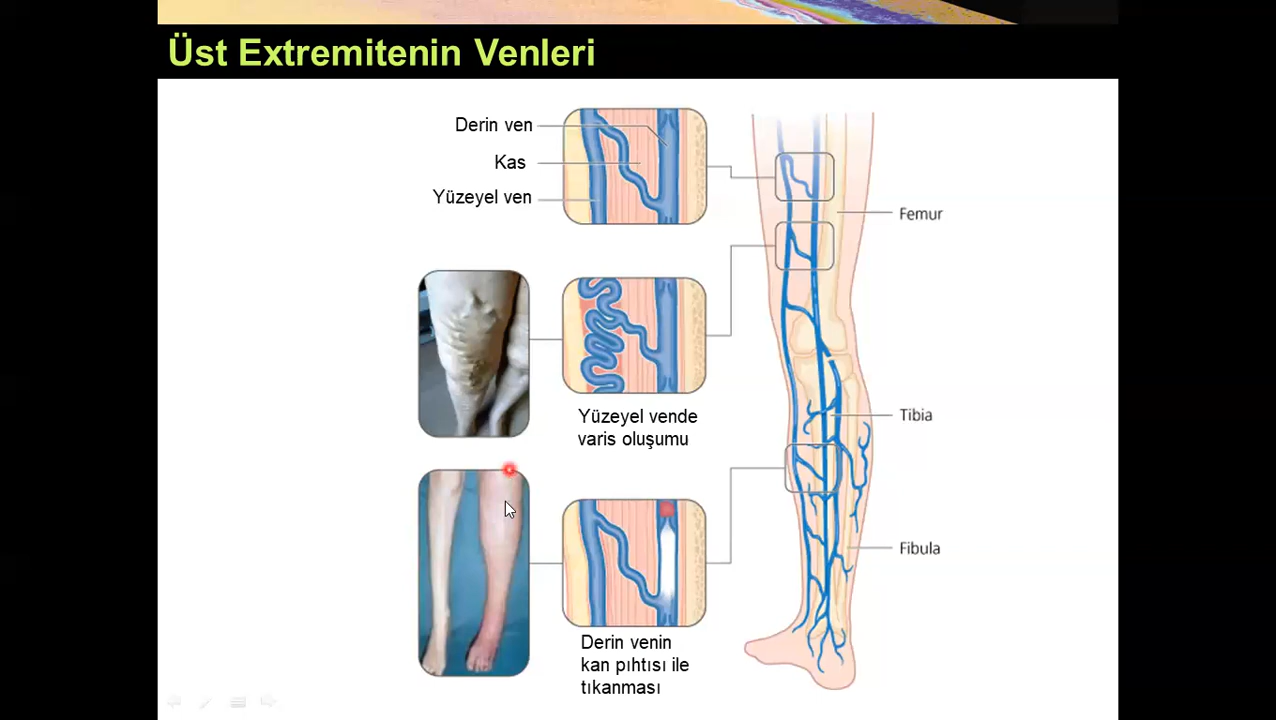 Üst Extremitenin Venleri
Derin ven
Kas
Yüzeyel ven
Femur
Yüzeyel vende
varis oluşumu
Tibia
Fibula
Derin venin
kan pıhtısı ile
tıkanması